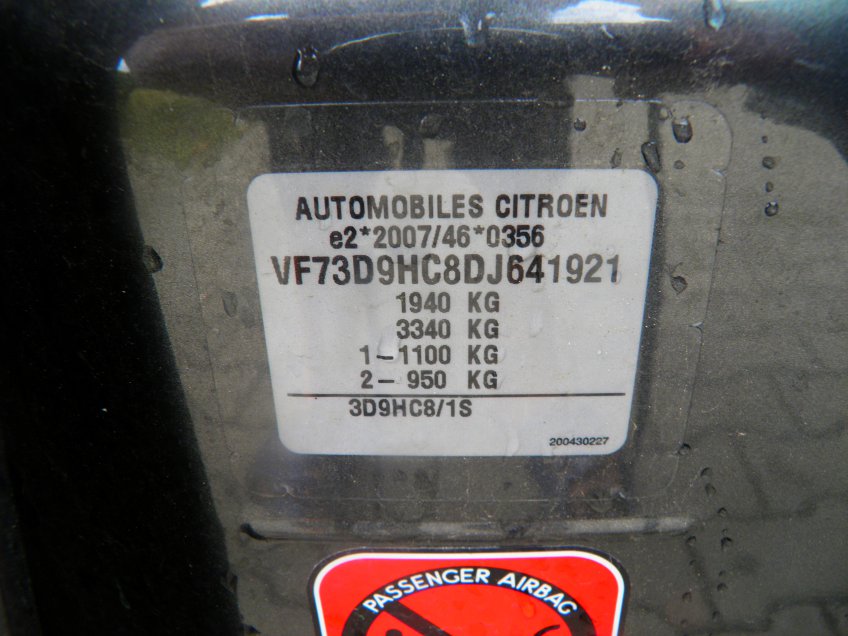 AUTOMOBILES CITROEN
e2*2007/46*0356
VF73D9HC8DJ641921
1940 KG
3340 KG
1-1100 KG
2- 950 KG
3D9HC8/1S
200430227
PASSENGER AIRBAG